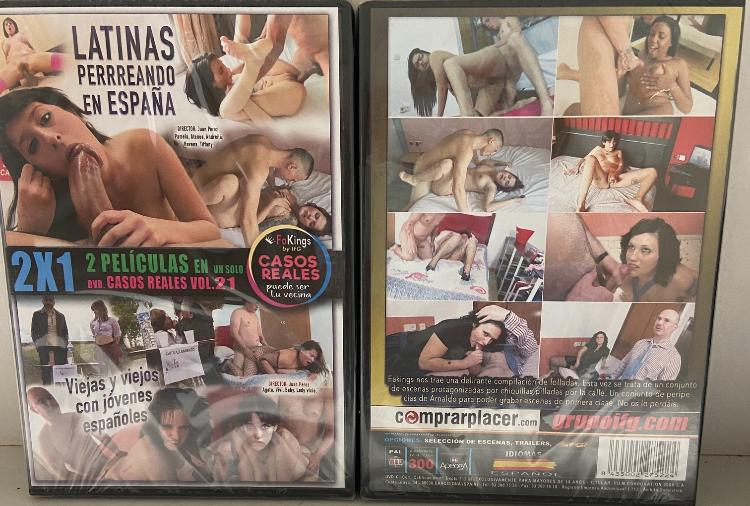 LATINAS
PERRREANDO
EN ESPAÑA
DIRECTOR: Juan Perez
2X1
2 PELÍCULAS EN UN SOLO
DVD. CASOS REALES VOL.21
FaKings
by IFG
CASOS
REALES
puede ser
tu vecina
Viejas y viejos
con jóvenes
españoles
DIRECTOR: Juan Perez
Fakings nos trae una delirante compilación de folladas. Esta vez se trata de un conjunto
de escenas protagonizadas por chiquillas pilladas por la calle. Un conjunto de peripe
cias de Arnaldo para poder grabar escenas de primera clase. No os lo perdáis.
comprarplacer.com
grupoifg.com
OPCIONES: SELECCIÓN DE ESCENAS, TRAILERS,
PAL
300
IDIOMAS
ESPAÑOL